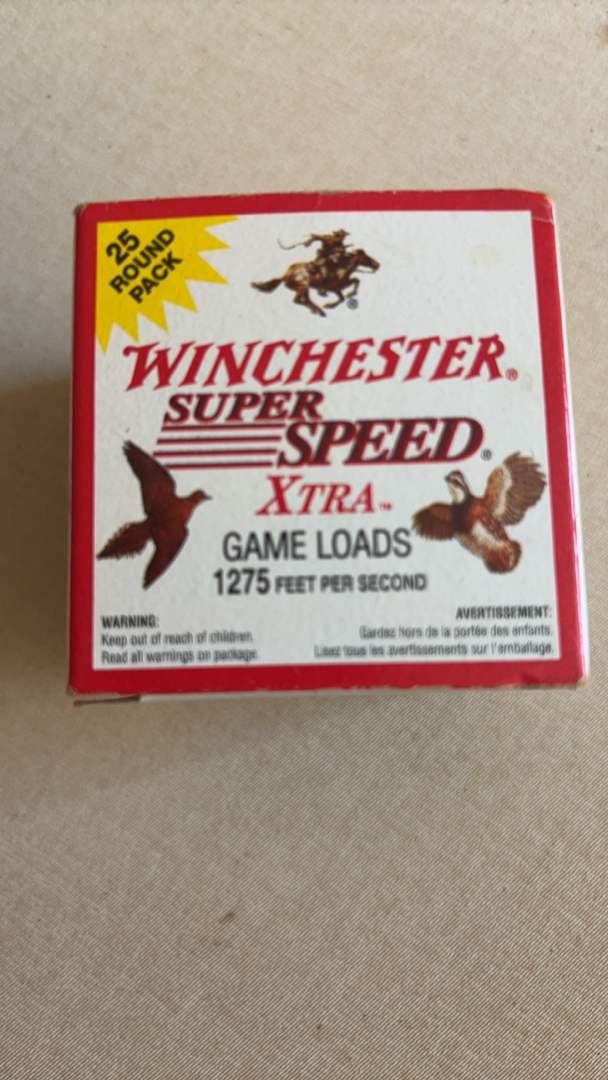 25
ROUND
PACK
®
WINCHESTER®
SUPER
SPEED®
XTRA™
GAME LOADS
1275 FEET PER SECOND
WARNING:
Keep out of reach of children.
Read all warnings on package.
AVERTISSEMENT:
Gardez hors de la portée des enfants.
Lisez tous les avertissements sur l'emballage.